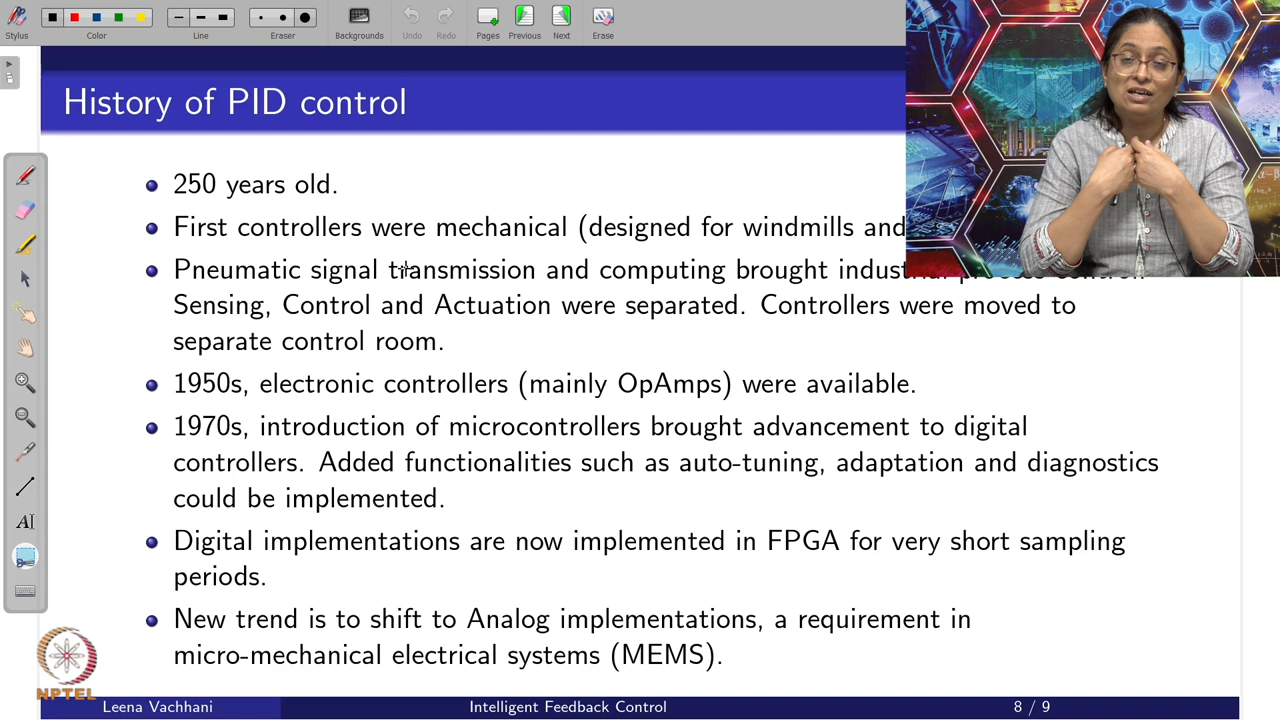 Stylus
Color
Line
Eraser
Backgrounds
Undo
Redo
Pages
Previous
Next
Erase
History of PID control
250 years old.
First controllers were mechanical (designed for windmills and
Pneumatic signal transmission and computing brought industrial process control.
Sensing, Control and Actuation were separated. Controllers were moved to
separate control room.
1950s, electronic controllers (mainly OpAmps) were available.
1970s, introduction of microcontrollers brought advancement to digital
controllers. Added functionalities such as auto-tuning, adaptation and diagnostics
could be implemented.
Digital implementations are now implemented in FPGA for very short sampling
periods.
New trend is to shift to Analog implementations, a requirement in
micro-mechanical electrical systems (MEMS).
NPTEL
Leena Vachhani
Intelligent Feedback Control
8 / 9